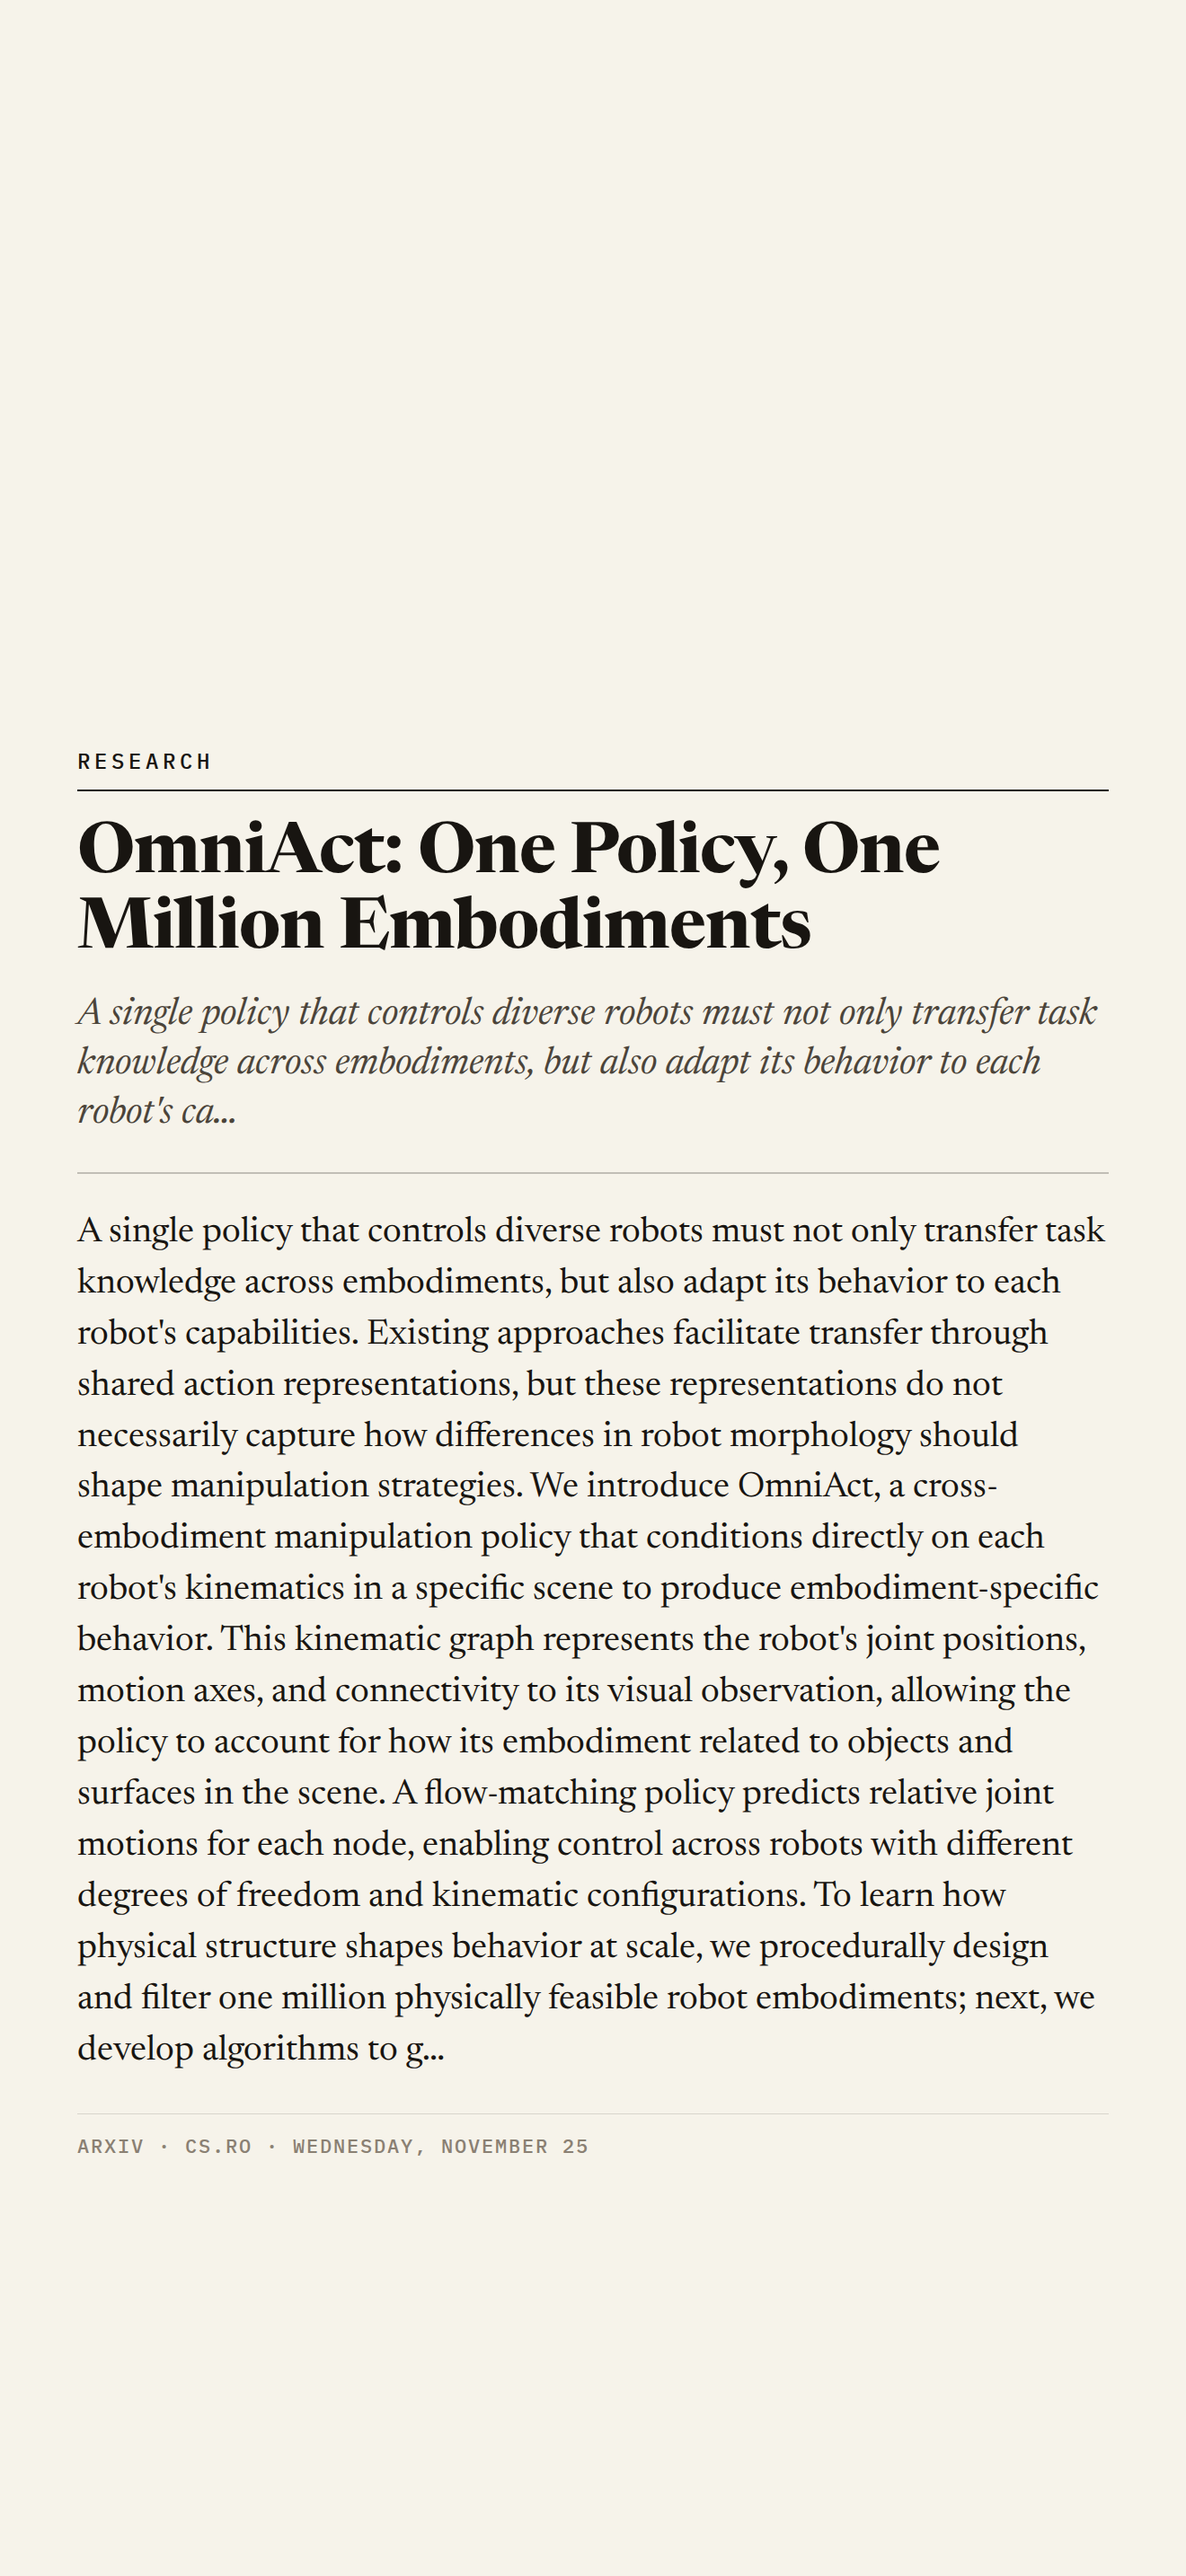 RESEARCH
OmniAct: One Policy, One
Million Embodiments
A single policy that controls diverse robots must not only transfer task
knowledge across embodiments, but also adapt its behavior to each
robot's ca...
A single policy that controls diverse robots must not only transfer task
knowledge across embodiments, but also adapt its behavior to each
robot's capabilities. Existing approaches facilitate transfer through
shared action representations, but these representations do not
necessarily capture how differences in robot morphology should
shape manipulation strategies. We introduce OmniAct, a cross-
embodiment manipulation policy that conditions directly on each
robot's kinematics in a specific scene to produce embodiment-specific
behavior. This kinematic graph represents the robot's joint positions,
motion axes, and connectivity to its visual observation, allowing the
policy to account for how its embodiment related to objects and
surfaces in the scene. A flow-matching policy predicts relative joint
motions for each node, enabling control across robots with different
degrees of freedom and kinematic configurations. To learn how
physical structure shapes behavior at scale, we procedurally design
and filter one million physically feasible robot embodiments; next, we
develop algorithms to g...
ARXIV · CS.RO · WEDNESDAY, NOVEMBER 25